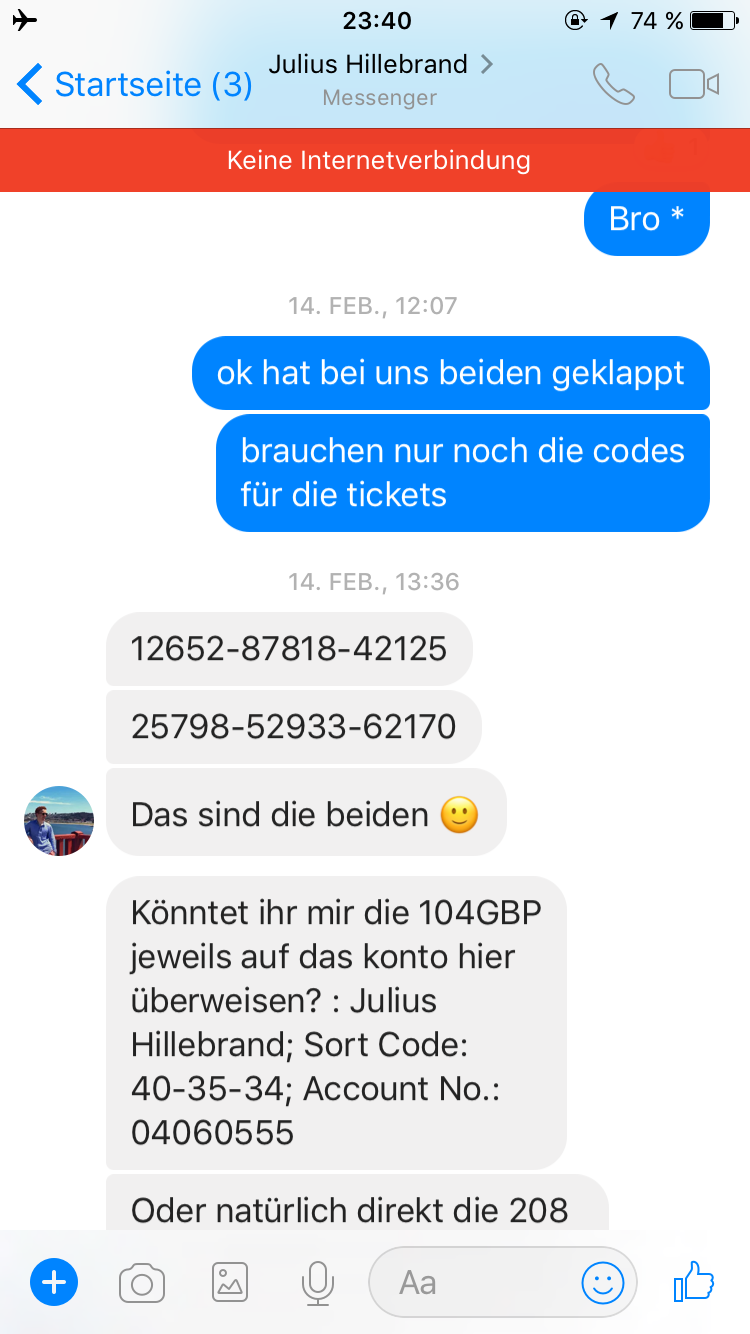 23:40
74 %
Startseite (3)
Julius Hillebrand
Messenger
Keine Internetverbindung
Bro *
14. FEB., 12:07
ok hat bei uns beiden geklappt
brauchen nur noch die codes
für die tickets
14. FEB., 13:36
12652-87818-42125
25798-52933-62170
Das sind die beiden 🙂
Könntet ihr mir die 104GBP
jeweils auf das konto hier
überweisen? : Julius
Hillebrand; Sort Code:
40-35-34; Account No.:
04060555
Oder natürlich direkt die 208
Aa